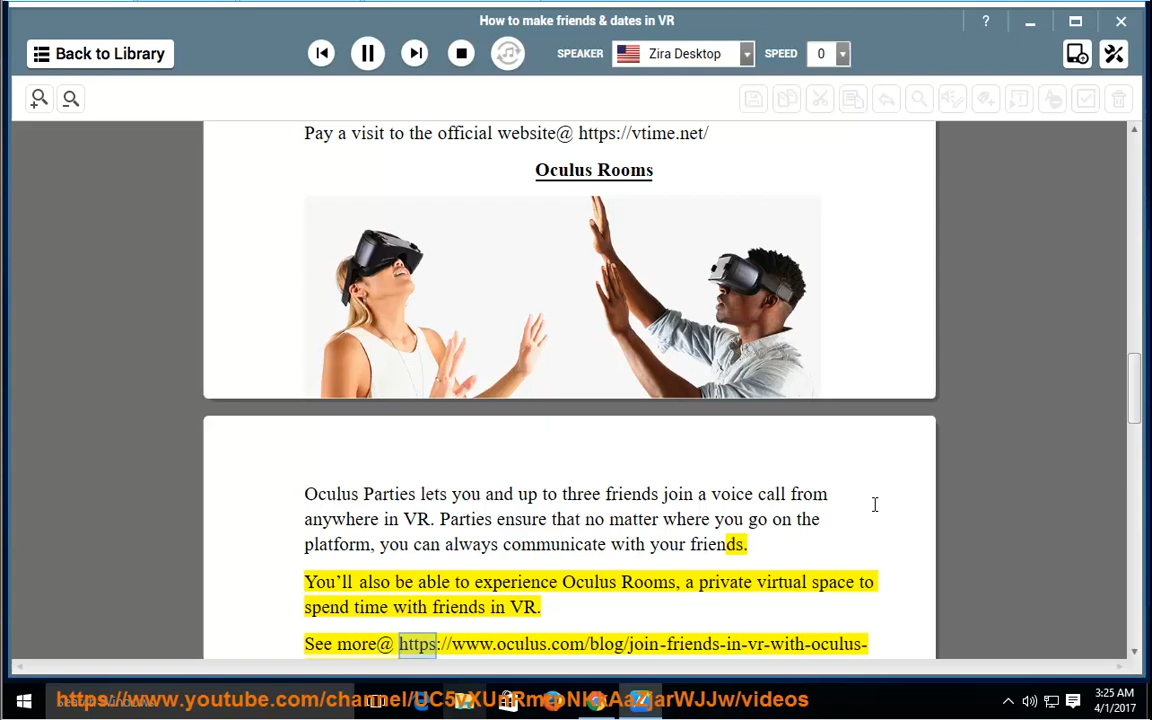 How to make friends & dates in VR
?
Back to Library
SPEAKER
Zira Desktop
SPEED
0
Pay a visit to the official website@ https://vtime.net/
Oculus Rooms
Oculus Parties lets you and up to three friends join a voice call from
anywhere in VR. Parties ensure that no matter where you go on the
platform, you can always communicate with your friends.
You’ll also be able to experience Oculus Rooms, a private virtual space to
spend time with friends in VR.
See more@ https://www.oculus.com/blog/join-friends-in-vr-with-oculus-
Search Windows
3:25 AM
4/1/2017